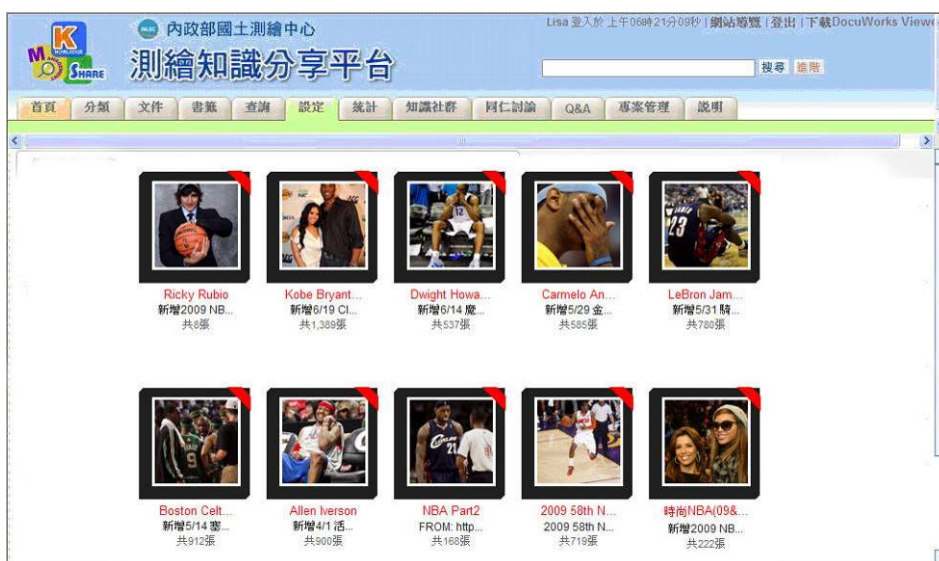 Lisa 登入於 上午06時21分09秒 | 網站導覽 | 登出 | 下載DocuWorks Viewe
K
KNOWLEDGE
MAP
SHARE
內政部國土測繪中心
測繪知識分享平台
搜尋 進階
首頁 分類 文件 書籤 查詢 設定 統計 知識社群 同仁討論 Q&A 專案管理 說明
Ricky Rubio Kobe Bryant... Dwight Howa... Carmelo An... LeBron Jam...
新增2009 NB... 新增6/19 Cl... 新增6/14 魔... 新增5/29 金... 新增5/31 騎...
共8張 共1,389張 共537張 共585張 共780張
12
23
Boston Celt... Allen Iverson NBA Part2 2009 58th N... 時尚NBA(09&...
新增5/14 塞... 新增4/1 活... FROM: http... 2009 58th N... 新增2009 NB...
共912張 共900張 共168張 共719張 共222張
9